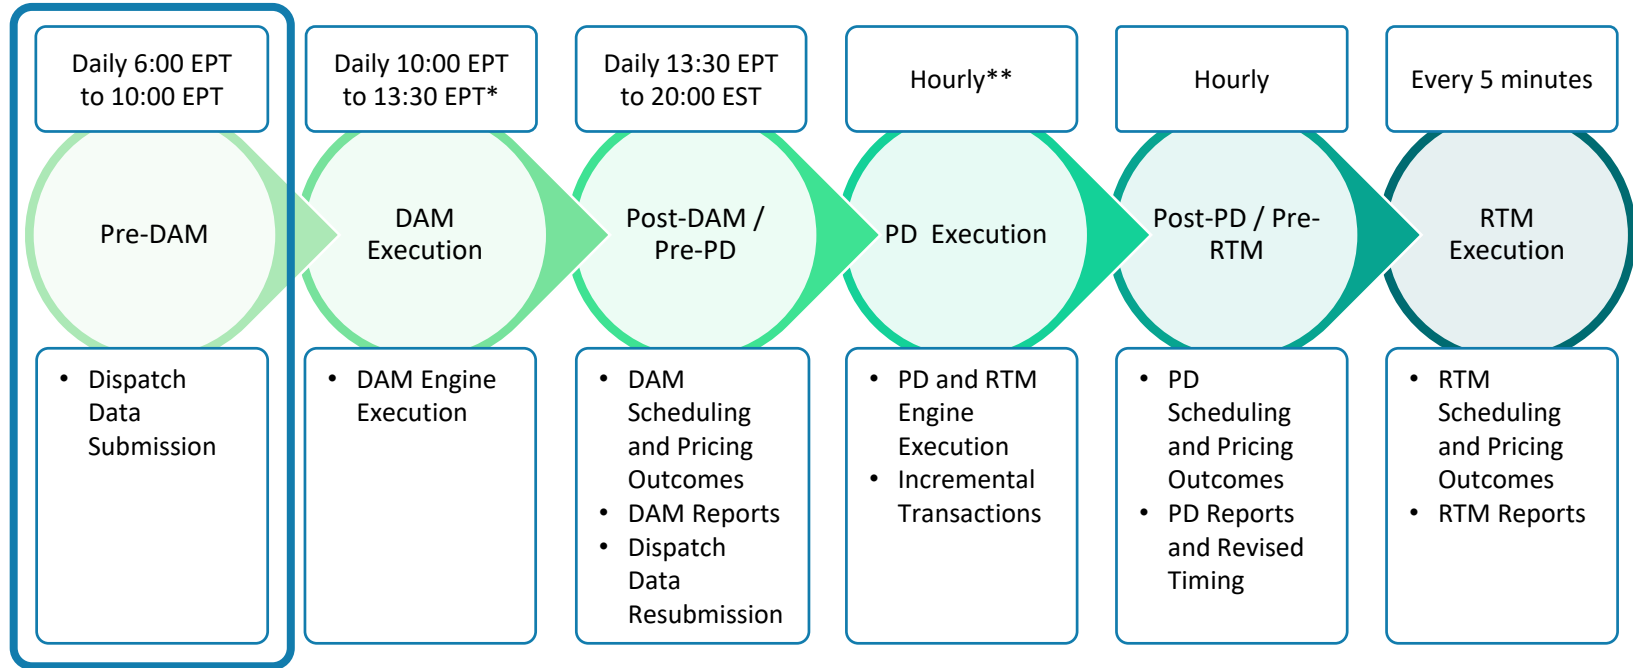 Daily 6:00 EPT
to 10:00 EPT
Pre-DAM
• Dispatch
Data
Submission
Daily 10:00 EPT
to 13:30 EPT*
DAM
Execution
• DAM Engine
Execution
Daily 13:30 EPT
to 20:00 EST
Post-DAM /
Pre-PD
• DAM
Scheduling
and Pricing
Outcomes
• DAM Reports
• Dispatch
Data
Resubmission
Hourly**
PD Execution
• PD and RTM
Engine
Execution
• Incremental
Transactions
Hourly
Post-PD / Pre-
RTM
• PD
Scheduling
and Pricing
Outcomes
• PD Reports
and Revised
Timing
Every 5 minutes
RTM
Execution
• RTM
Scheduling
and Pricing
Outcomes
• RTM Reports